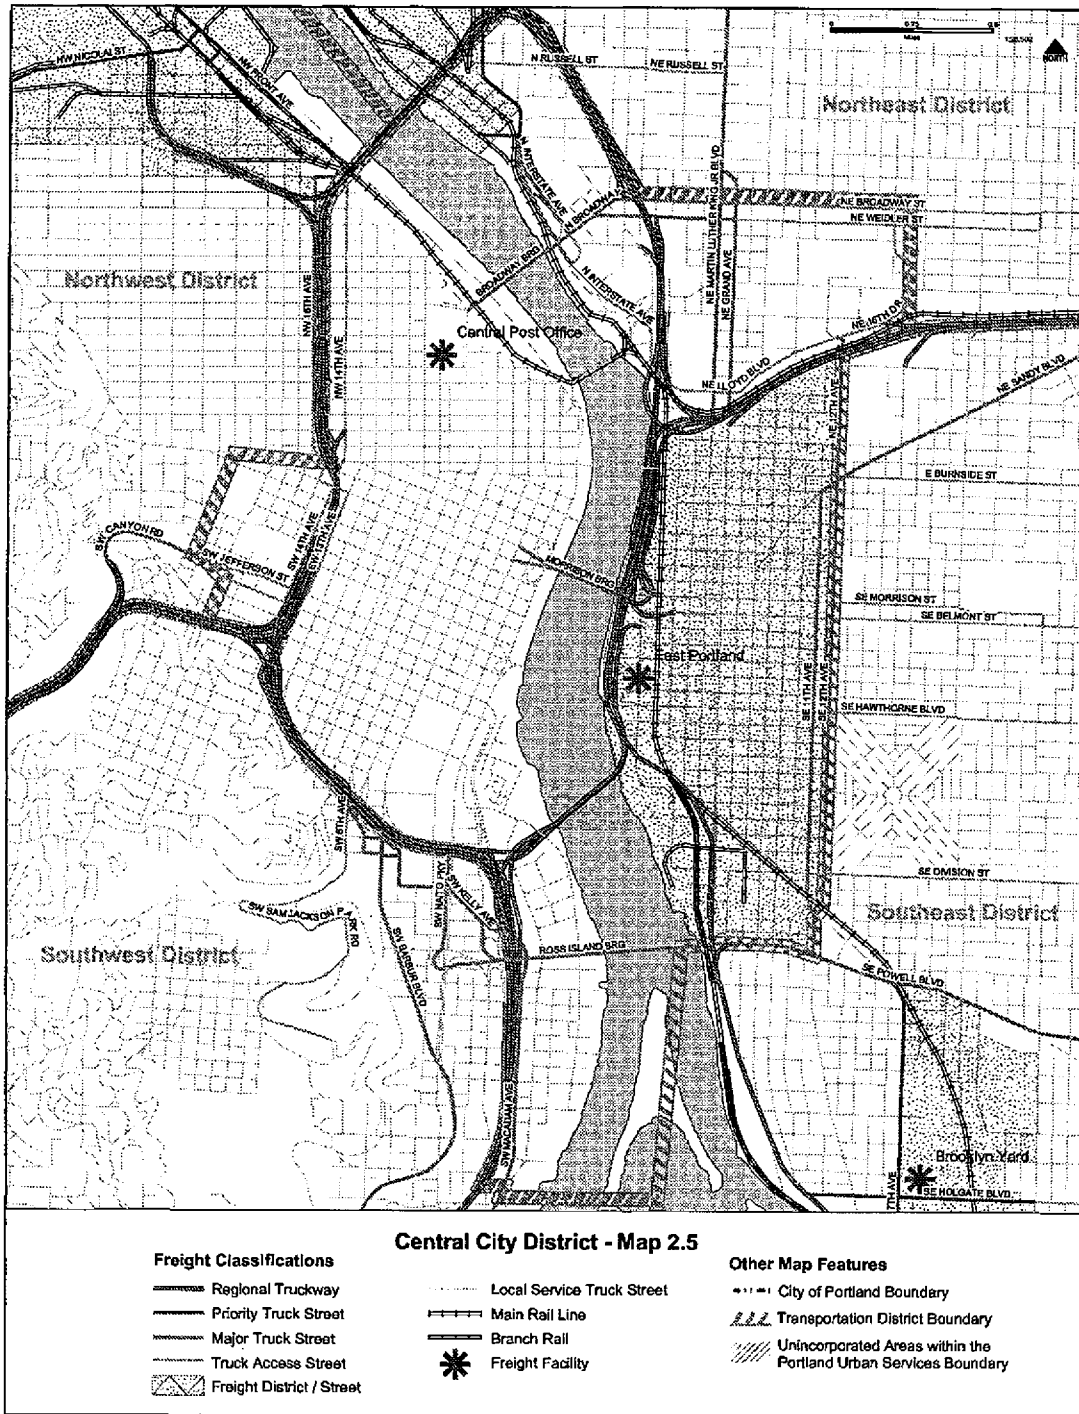 0
0.25
0.5
Miles
NORTH
NW NICOLAI ST
NW FRONT AVE
N RUSSELL ST
NE RUSSELL ST
Northeast District
N INTERSTATE AVE
N BROADWAY
NE MARTIN LUTHER KING JR BLVD
NE GRAND AVE
NE BROADWAY ST
NE WEIDLER ST
BROADWAY BRG
N INTERSTATE AVE
Northwest District
NW 16TH AVE
NW 14TH AVE
Central Post Office
NE LLOYD BLVD
NE 16TH DR
NE 12TH AVE
NE SANDY BLVD
E BURNSIDE ST
SW CANYON RD
SW JEFFERSON ST
SW 14TH AVE
MORRISON BRG
SE MORRISON ST
SE BELMONT ST
East Portland
SE 11TH AVE
SE 12TH AVE
SE HAWTHORNE BLVD
SW 6TH AVE
SE DIVISION ST
SW SAM JACKSON PARK RD
SW NAITO PKY
SW KELLY AVE
Southeast District
Southwest District
SW BARBUR BLVD
ROSS ISLAND BRG
SE POWELL BLVD
SW MACADAM AVE
Brooklyn Yard
17TH AVE
SE HOLGATE BLVD
Central City District - Map 2.5
Freight Classifications
Regional Truckway
Priority Truck Street
Major Truck Street
Truck Access Street
Freight District / Street
Local Service Truck Street
Main Rail Line
Branch Rail
Freight Facility
Other Map Features
City of Portland Boundary
Transportation District Boundary
Unincorporated Areas within the
Portland Urban Services Boundary